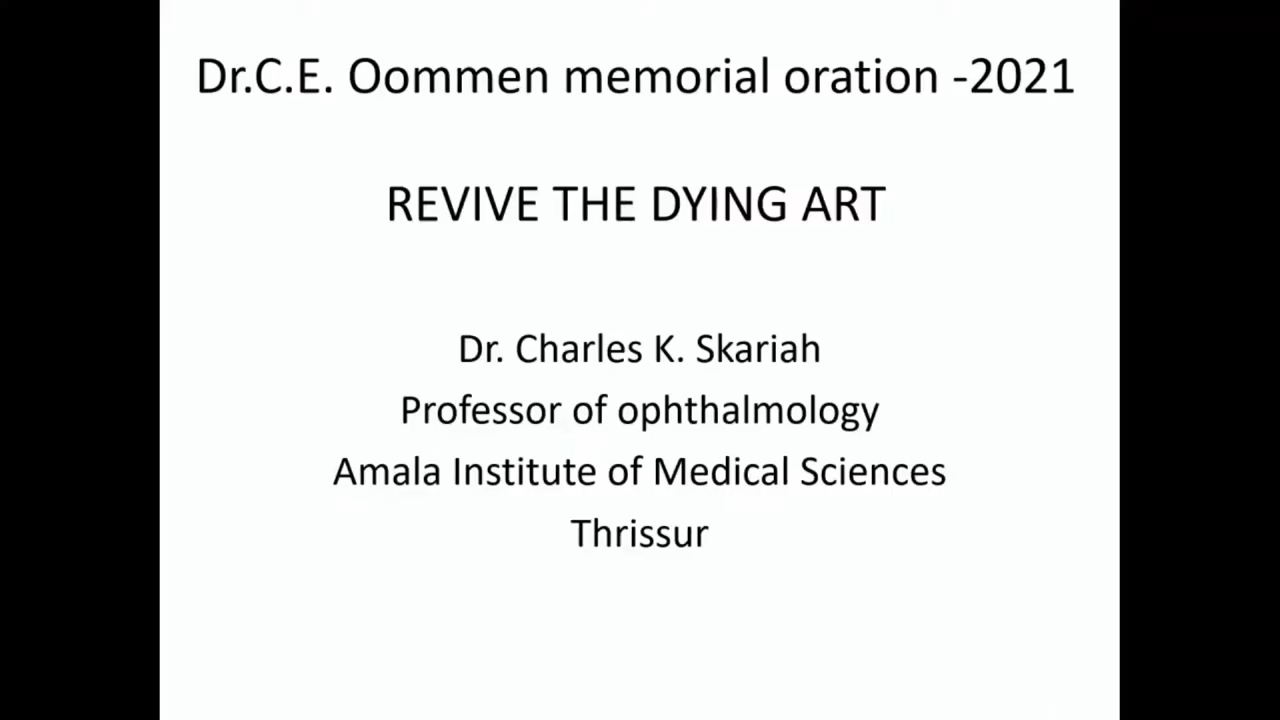 Dr.C.E. Oommen memorial oration -2021
REVIVE THE DYING ART
Dr. Charles K. Skariah
Professor of ophthalmology
Amala Institute of Medical Sciences
Thrissur